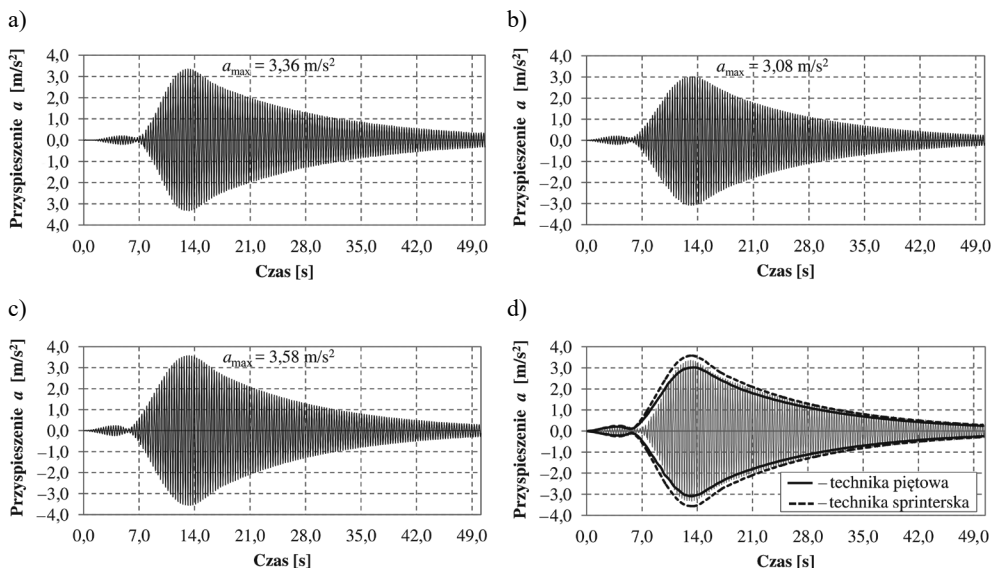 a)
Przyspieszenie a [m/s²]
4,0
3,0
2,0
1,0
0,0
1,0
2,0
3,0
4,0
a_max = 3,36 m/s²
0,0 7,0 14,0 21,0 28,0 35,0 42,0 49,0
Czas [s]
b)
Przyspieszenie a [m/s²]
4,0
3,0
2,0
1,0
0,0
−1,0
−2,0
−3,0
−4,0
a_max = 3,08 m/s²
0,0 7,0 14,0 21,0 28,0 35,0 42,0 49,0
Czas [s]
c)
Przyspieszenie a [m/s²]
4,0
3,0
2,0
1,0
0,0
−1,0
−2,0
−3,0
−4,0
a_max = 3,58 m/s²
0,0 7,0 14,0 21,0 28,0 35,0 42,0 49,0
Czas [s]
d)
Przyspieszenie a [m/s²]
4,0
3,0
2,0
1,0
0,0
−1,0
−2,0
−3,0
−4,0
– technika piętowa
– technika sprinterska
0,0 7,0 14,0 21,0 28,0 35,0 42,0 49,0
Czas [s]